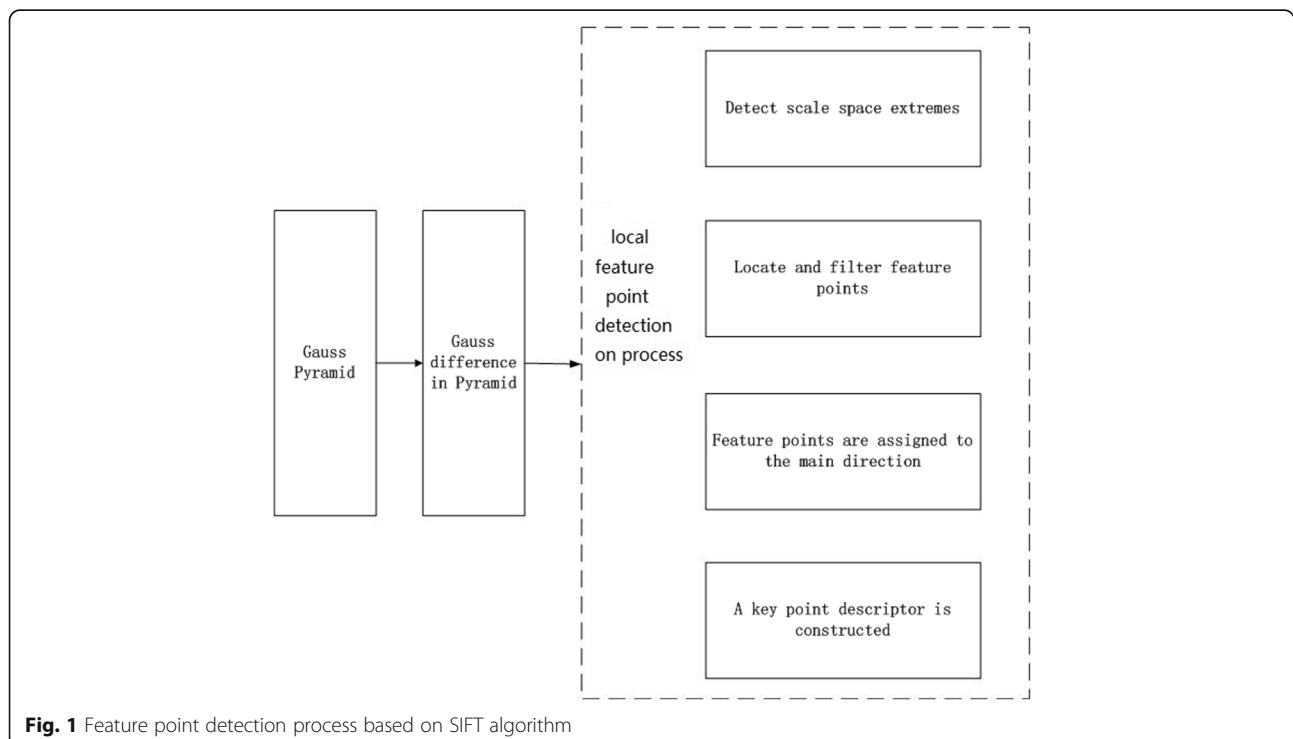 Gauss
Pyramid
Gauss
difference
in Pyramid
local
feature
point
detection
on process
Detect scale space extremes
Locate and filter feature
points
Feature points are assigned to
the main direction
A key point descriptor is
constructed
Fig. 1 Feature point detection process based on SIFT algorithm